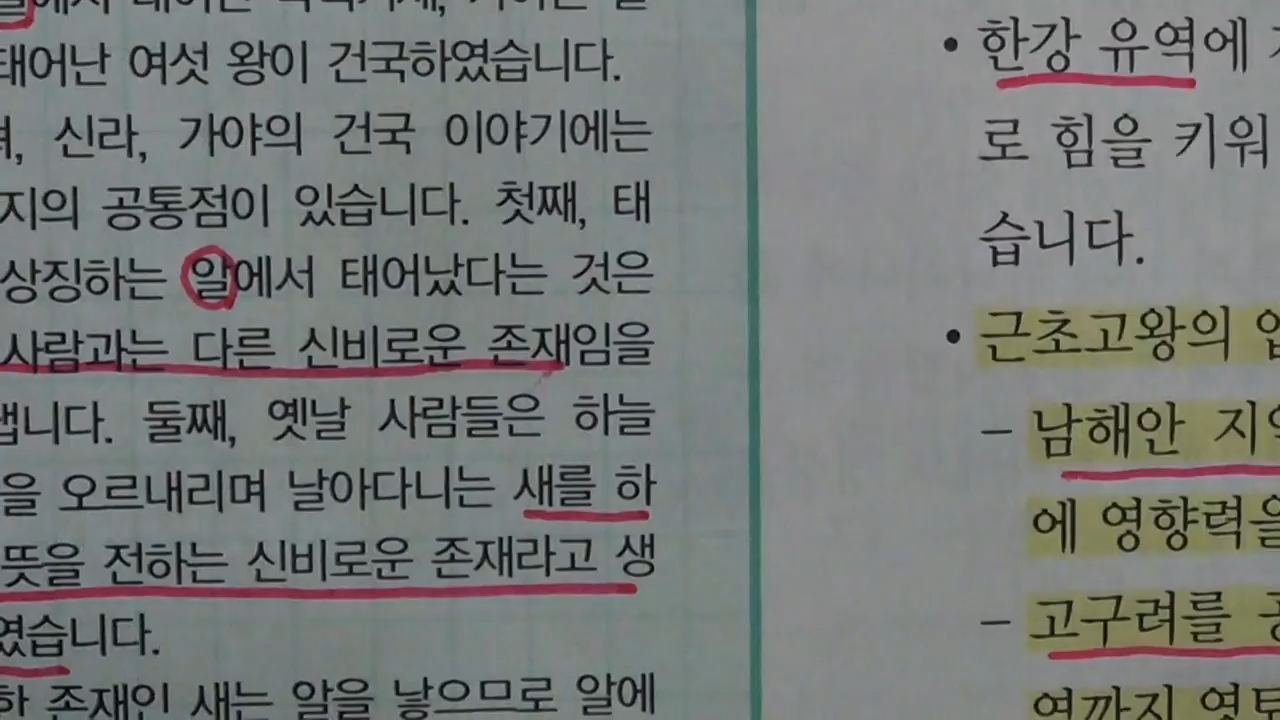 태어난 여섯 왕이 건국하였습니다.
신라, 가야의 건국 이야기에는
지의 공통점이 있습니다. 첫째, 태
상징하는 알에서 태어났다는 것은
사람과는 다른 신비로운 존재임을
냅니다. 둘째, 옛날 사람들은 하늘
을 오르내리며 날아다니는 새를 하
뜻을 전하는 신비로운 존재라고 생
였습니다.
한 존재인 새는 알을 낳으므로 알에
• 한강 유역에
로 힘을 키워
습니다.
• 근초고왕의
– 남해안
에 영향력을
– 고구려를
역까지 영토